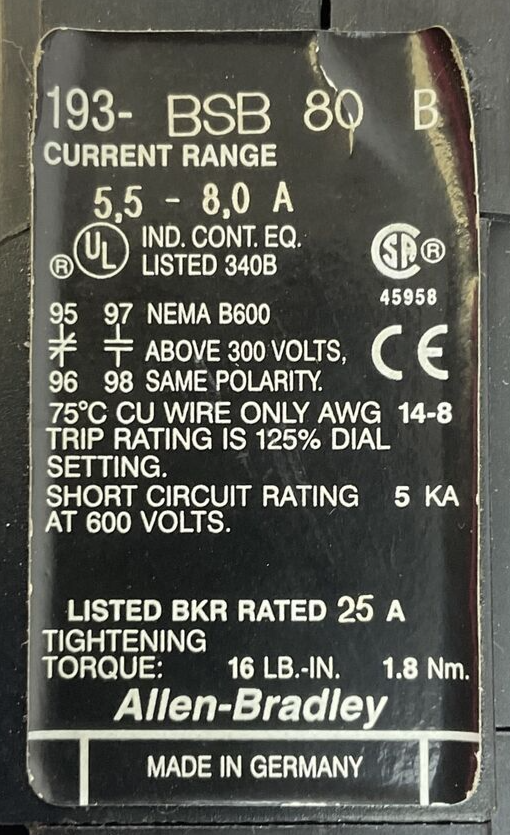 193- BSB 80 B
CURRENT RANGE
5,5 - 8,0 A
® UL IND. CONT. EQ.
LISTED 340B
SA ®
45958
95 97 NEMA B600
ABOVE 300 VOLTS,
CE
96 98 SAME POLARITY.
75°C CU WIRE ONLY AWG 14-8
TRIP RATING IS 125% DIAL
SETTING.
SHORT CIRCUIT RATING 5 KA
AT 600 VOLTS.
LISTED BKR RATED 25 A
TIGHTENING
TORQUE: 16 LB.-IN. 1.8 Nm.
Allen-Bradley
MADE IN GERMANY